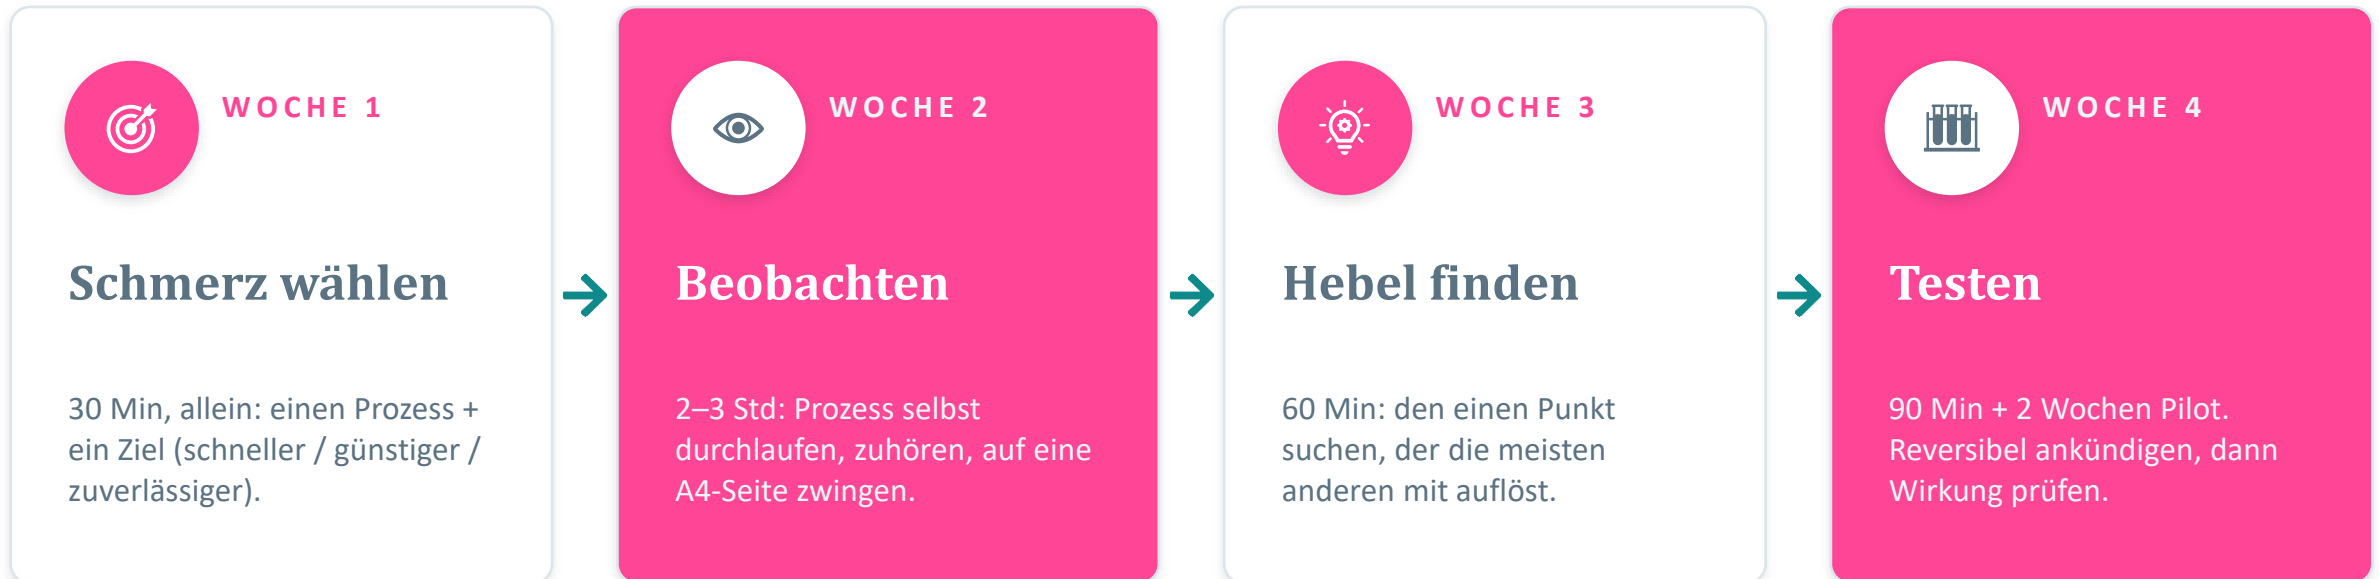 WOCHE 1
Schmerz wählen
30 Min, allein: einen Prozess +
ein Ziel (schneller / günstiger /
zuverlässiger).
WOCHE 2
Beobachten
2–3 Std: Prozess selbst
durchlaufen, zuhören, auf eine
A4-Seite zwingen.
WOCHE 3
Hebel finden
60 Min: den einen Punkt
suchen, der die meisten
anderen mit auflöst.
WOCHE 4
Testen
90 Min + 2 Wochen Pilot.
Reversibel ankündigen, dann
Wirkung prüfen.